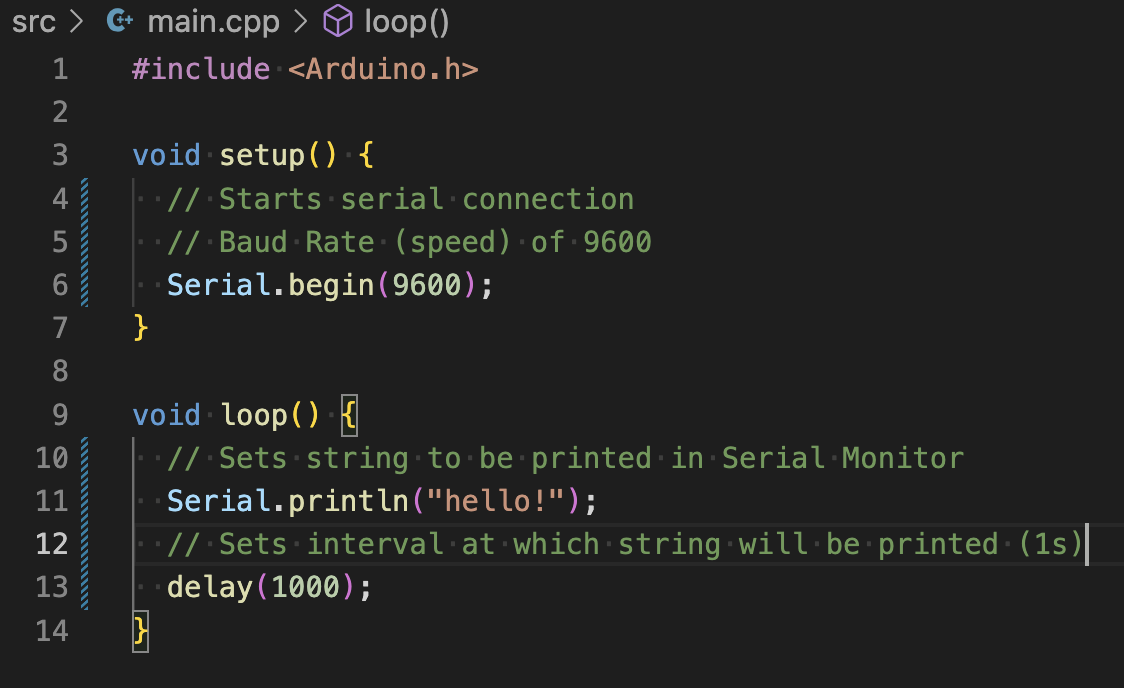 src > main.cpp > loop()
1 #include <Arduino.h>
2
3 void setup() {
4   // Starts serial connection
5   // Baud Rate (speed) of 9600
6   Serial.begin(9600);
7 }
8
9 void loop() {
10   // Sets string to be printed in Serial Monitor
11   Serial.println("hello!");
12   // Sets interval at which string will be printed (1s)
13   delay(1000);
14 }